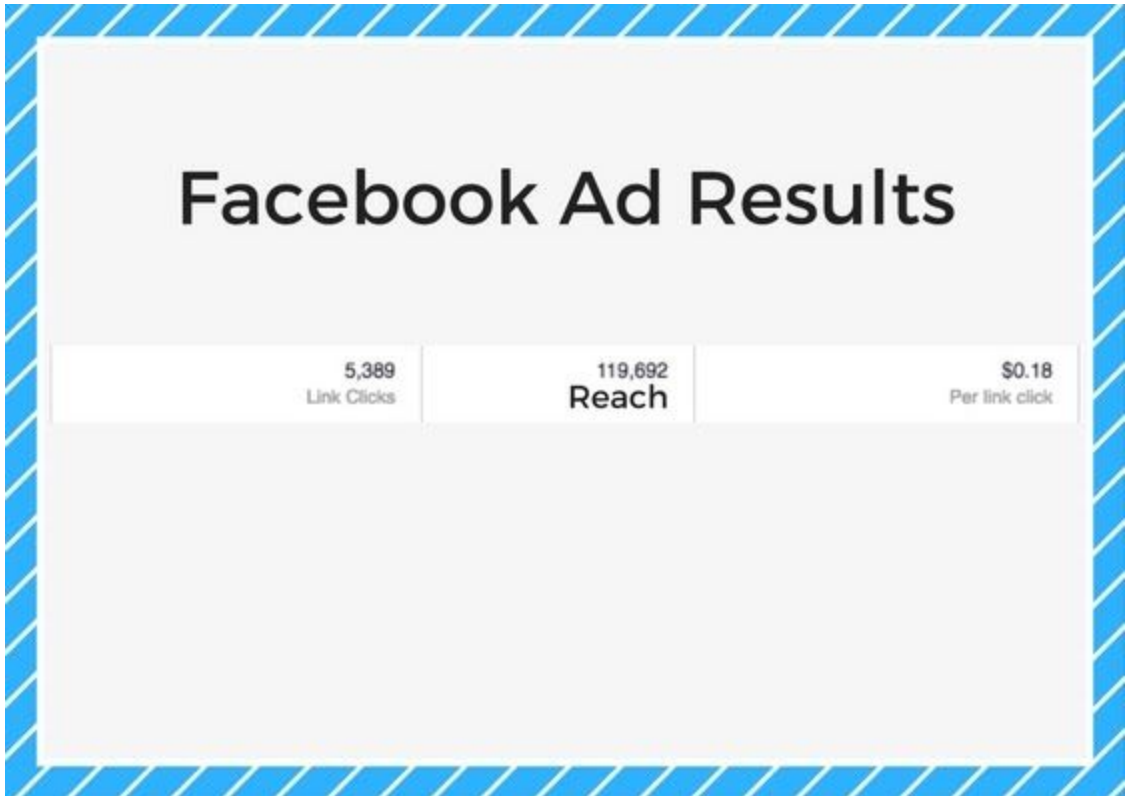 Facebook Ad Results
5,389
Link Clicks
119,692
Reach
$0.18
Per link click